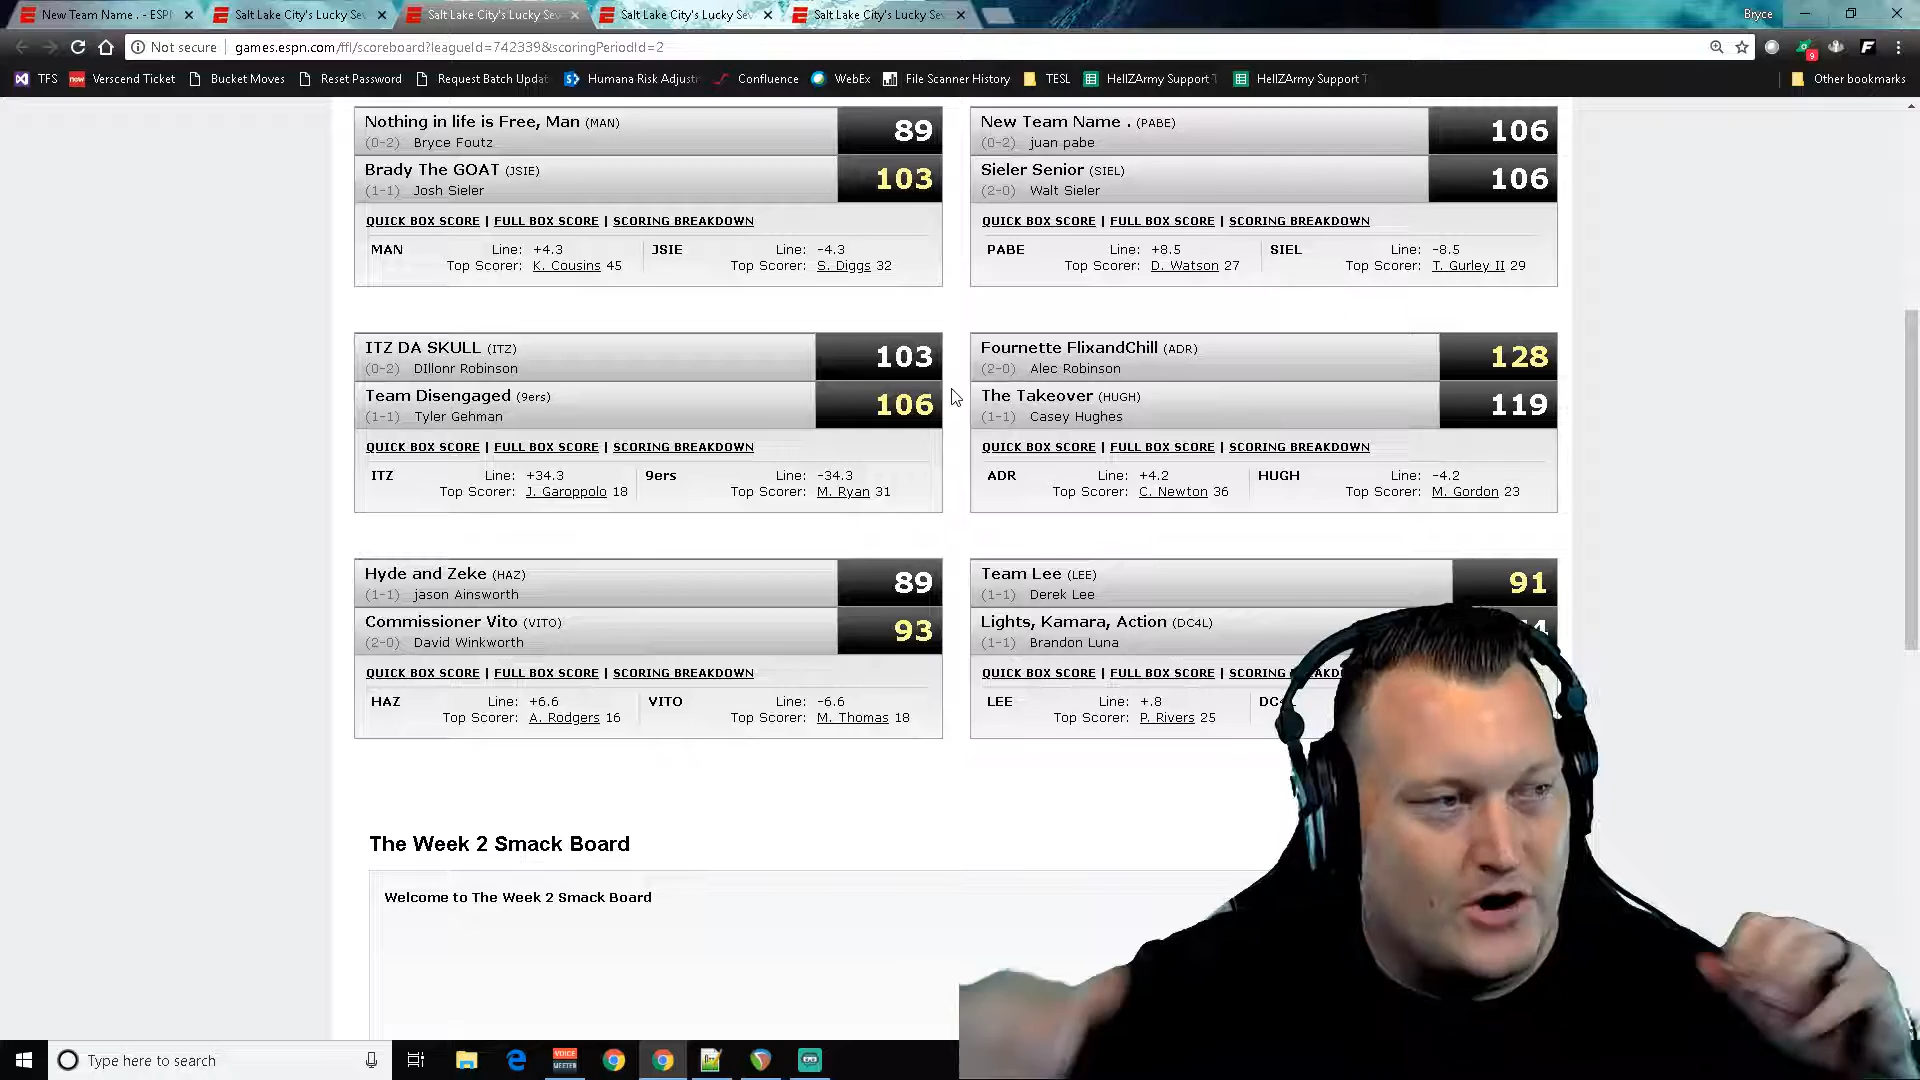 New Team Name . - ESPN
Salt Lake City's Lucky Sev
Salt Lake City's Lucky Sev
Salt Lake City's Lucky Sev
Salt Lake City's Lucky Sev
Bryce
Not secure
games.espn.com/ffl/scoreboard?leagueId=742339&scoringPeriodId=2
9
TFS
now
Verscend Ticket
Bucket Moves
Reset Password
Request Batch Updat
Humana Risk Adjust
Confluence
WebEx
File Scanner History
TESL
HellZArmy Support T
HellZArmy Support T
Other bookmarks
Nothing in life is Free, Man (MAN) 89
(0-2) Bryce Foutz
Brady The GOAT (JSIE) 103
(1-1) Josh Sieler
QUICK BOX SCORE | FULL BOX SCORE | SCORING BREAKDOWN
MAN Line: +4.3 JSIE Line: -4.3
Top Scorer: K. Cousins 45 Top Scorer: S. Diggs 32
New Team Name . (PABE) 106
(0-2) juan pabe
Sieler Senior (SIEL) 106
(2-0) Walt Sieler
QUICK BOX SCORE | FULL BOX SCORE | SCORING BREAKDOWN
PABE Line: +8.5 SIEL Line: -8.5
Top Scorer: D. Watson 27 Top Scorer: T. Gurley II 29
ITZ DA SKULL (ITZ) 103
(0-2) DIllonr Robinson
Team Disengaged (9ers) 106
(1-1) Tyler Gehman
QUICK BOX SCORE | FULL BOX SCORE | SCORING BREAKDOWN
ITZ Line: +34.3 9ers Line: -34.3
Top Scorer: J. Garoppolo 18 Top Scorer: M. Ryan 31
Fournette FlixandChill (ADR) 128
(2-0) Alec Robinson
The Takeover (HUGH) 119
(1-1) Casey Hughes
QUICK BOX SCORE | FULL BOX SCORE | SCORING BREAKDOWN
ADR Line: +4.2 HUGH Line: -4.2
Top Scorer: C. Newton 36 Top Scorer: M. Gordon 23
Hyde and Zeke (HAZ) 89
(1-1) jason Ainsworth
Commissioner Vito (VITO) 93
(2-0) David Winkworth
QUICK BOX SCORE | FULL BOX SCORE | SCORING BREAKDOWN
HAZ Line: +6.6 VITO Line: -6.6
Top Scorer: A. Rodgers 16 Top Scorer: M. Thomas 18
Team Lee (LEE) 91
(1-1) Derek Lee
Lights, Kamara, Action (DC4L)
(1-1) Brandon Luna
QUICK BOX SCORE | FULL BOX SCORE | SCORING BREAKD
LEE Line: +.8
Top Scorer: P. Rivers 25
The Week 2 Smack Board
Welcome to The Week 2 Smack Board
Type here to search
VOICE
MEETER